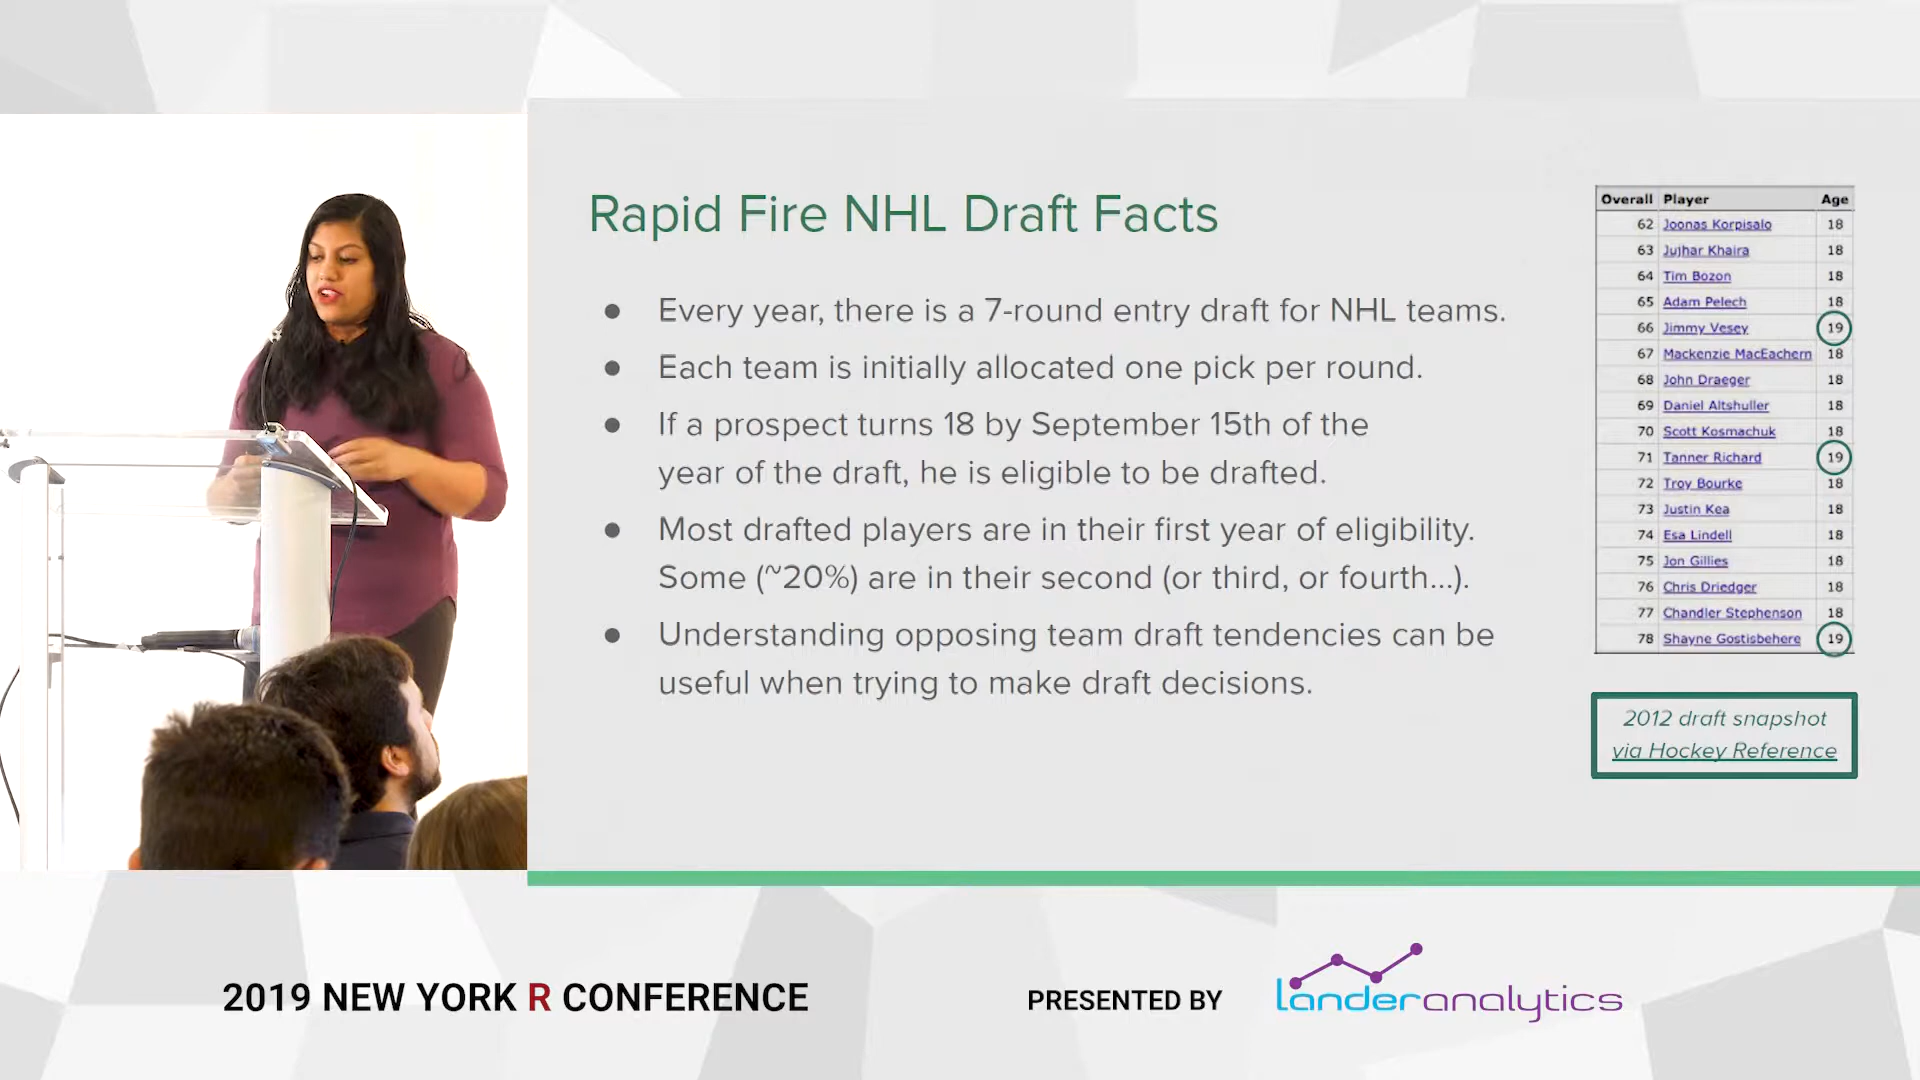 Rapid Fire NHL Draft Facts
● Every year, there is a 7-round entry draft for NHL teams.
● Each team is initially allocated one pick per round.
● If a prospect turns 18 by September 15th of the
year of the draft, he is eligible to be drafted.
● Most drafted players are in their first year of eligibility.
Some (~20%) are in their second (or third, or fourth...).
● Understanding opposing team draft tendencies can be
useful when trying to make draft decisions.
Overall Player Age
62 Joonas Korpisalo 18
63 Jujhar Khaira 18
64 Tim Bozon 18
65 Adam Pelech 18
66 Jimmy Vesey 19
67 Mackenzie MacEachern 18
68 John Draeger 18
69 Daniel Altshuller 18
70 Scott Kosmachuk 18
71 Tanner Richard 19
72 Troy Bourke 18
73 Justin Kea 18
74 Esa Lindell 18
75 Jon Gillies 18
76 Chris Driedger 18
77 Chandler Stephenson 18
78 Shayne Gostisbehere 19
2012 draft snapshot
via Hockey Reference
2019 NEW YORK R CONFERENCE
PRESENTED BY
landeranalytics